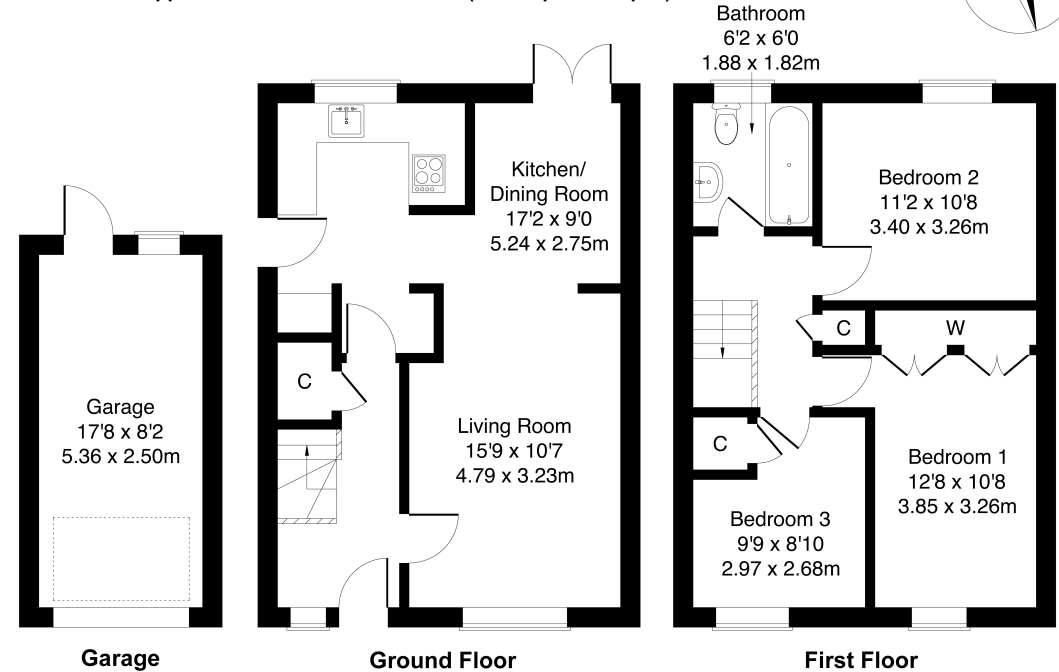 Bathroom
6'2 x 6'0
1.88 x 1.82m
Kitchen/
Dining Room
17'2 x 9'0
5.24 x 2.75m
Bedroom 2
11'2 x 10'8
3.40 x 3.26m
C
W
C
Garage
17'8 x 8'2
5.36 x 2.50m
Living Room
15'9 x 10'7
4.79 x 3.23m
C
Bedroom 1
12'8 x 10'8
3.85 x 3.26m
Bedroom 3
9'9 x 8'10
2.97 x 2.68m
Garage
Ground Floor
First Floor